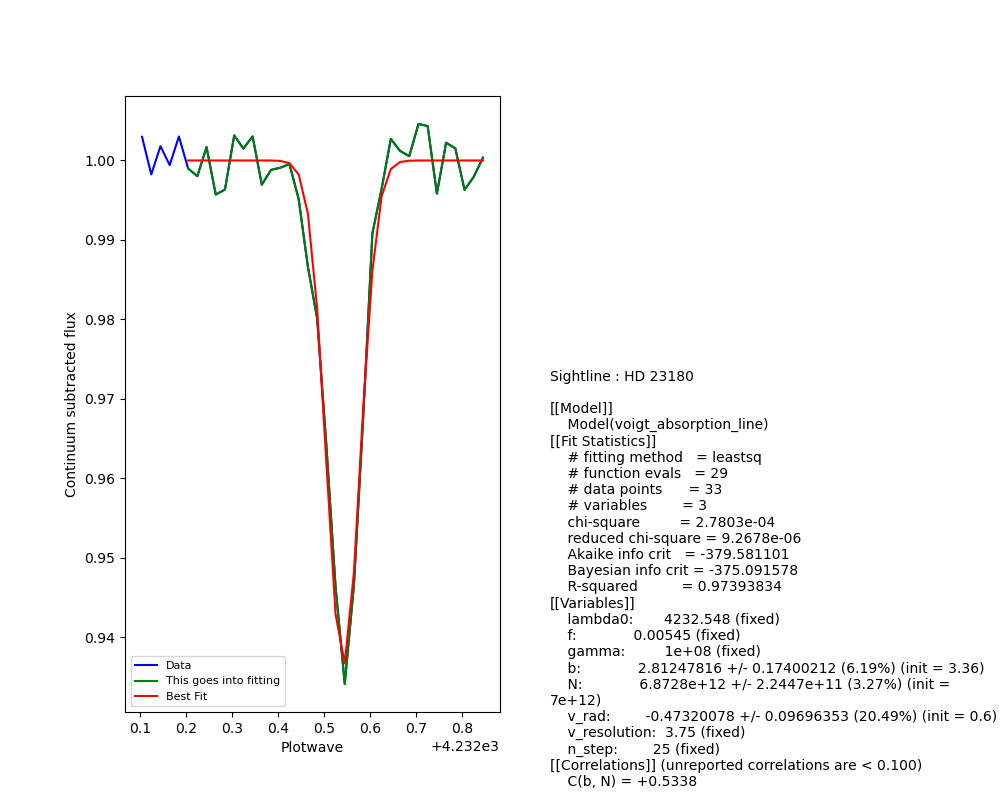 1.00
0.99
0.98
0.97
0.96
0.95
0.94
Continuum subtracted flux
Data
This goes into fitting
Best Fit
0.1 0.2 0.3 0.4 0.5 0.6 0.7 0.8
Plotwave
+4.232e3
Sightline : HD 23180
[[Model]]
Model(voigt_absorption_line)
[[Fit Statistics]]
# fitting method = leastsq
# function evals = 29
# data points = 33
# variables = 3
chi-square = 2.7803e-04
reduced chi-square = 9.2678e-06
Akaike info crit = -379.581101
Bayesian info crit = -375.091578
R-squared = 0.97393834
[[Variables]]
lambda0: 4232.548 (fixed)
f: 0.00545 (fixed)
gamma: 1e+08 (fixed)
b: 2.81247816 +/- 0.17400212 (6.19%) (init = 3.36)
N: 6.8728e+12 +/- 2.2447e+11 (3.27%) (init =
7e+12)
v_rad: -0.47320078 +/- 0.09696353 (20.49%) (init = 0.6)
v_resolution: 3.75 (fixed)
n_step: 25 (fixed)
[[Correlations]] (unreported correlations are < 0.100)
C(b, N) = +0.5338